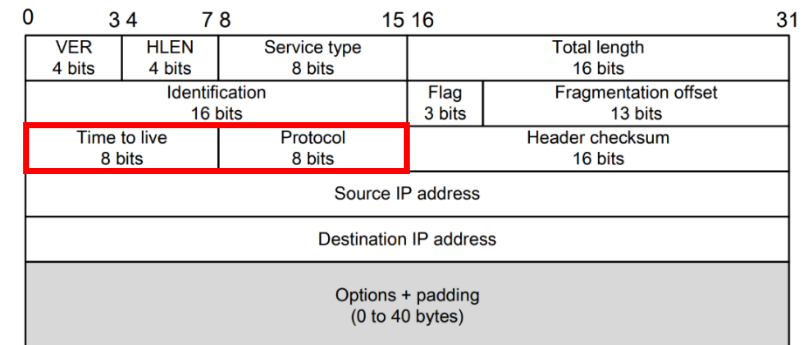 0 3 4 7 8 15 16 31
VER HLEN Service type Total length
4 bits 4 bits 8 bits 16 bits
Identification Flag Fragmentation offset
16 bits 3 bits 13 bits
Time to live Protocol Header checksum
8 bits 8 bits 16 bits
Source IP address
Destination IP address
Options + padding
(0 to 40 bytes)